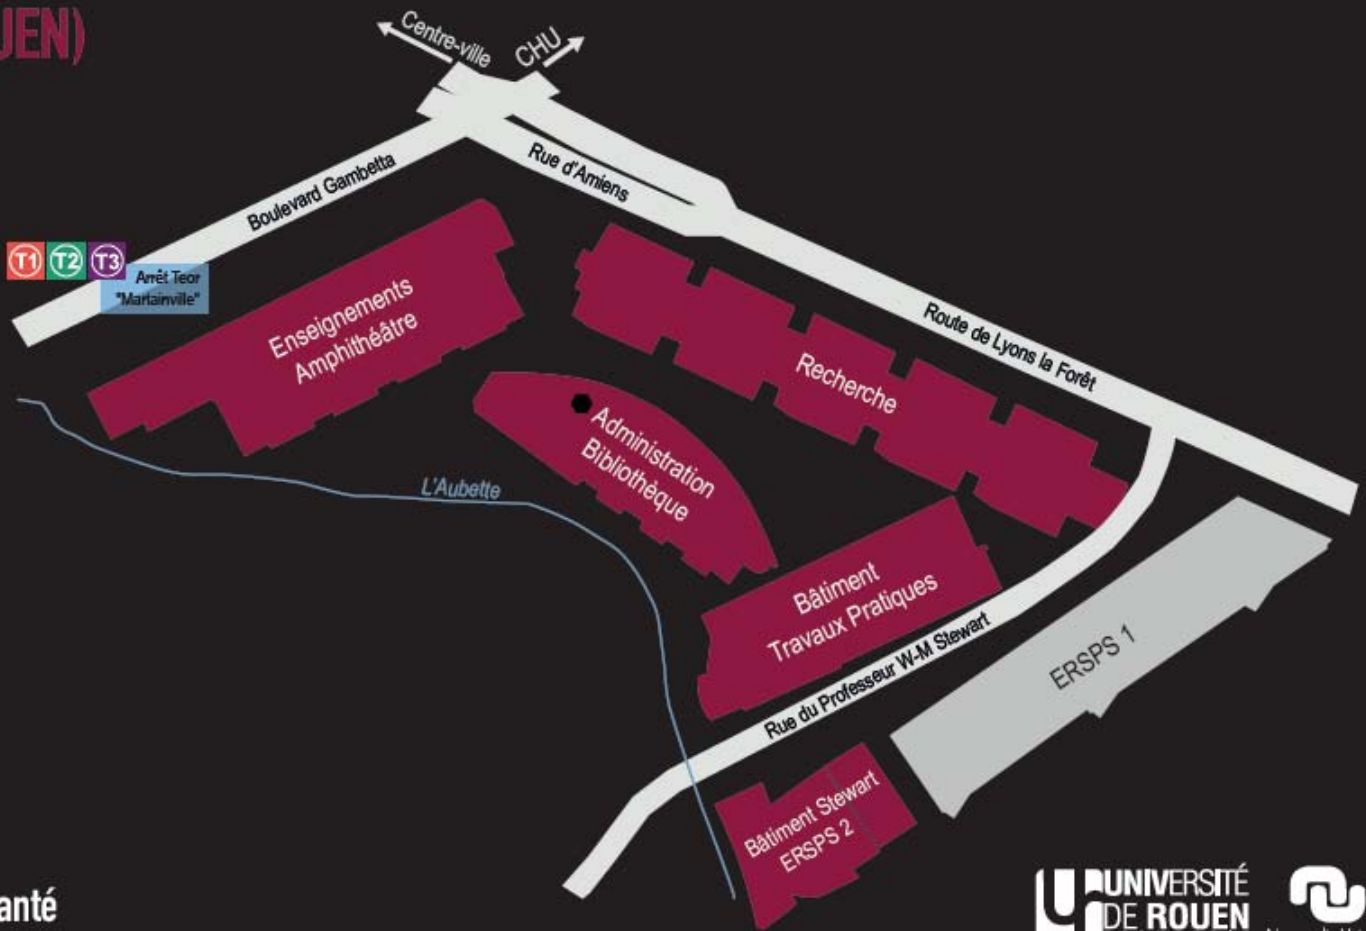 UEN)
Centre-ville
CHU
Boulevard Gambetta
Rue d'Amiens
T1 T2 T3
Arrêt Teor
"Martainville"
Enseignements
Amphithéâtre
Route de Lyons la Forêt
Recherche
Administration
Bibliothèque
L'Aubette
Bâtiment
Travaux Pratiques
Rue du Professeur W-M Stewart
ERSPS 1
Bâtiment Stewart
ERSPS 2
anté
UNIVERSITÉ
DE ROUEN